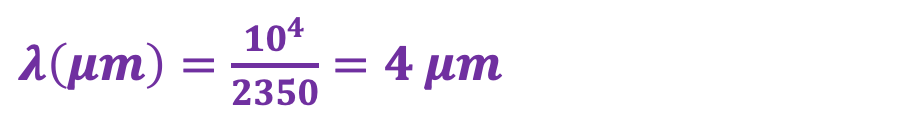 λ(μm) = 10⁴/2350 = 4 μm